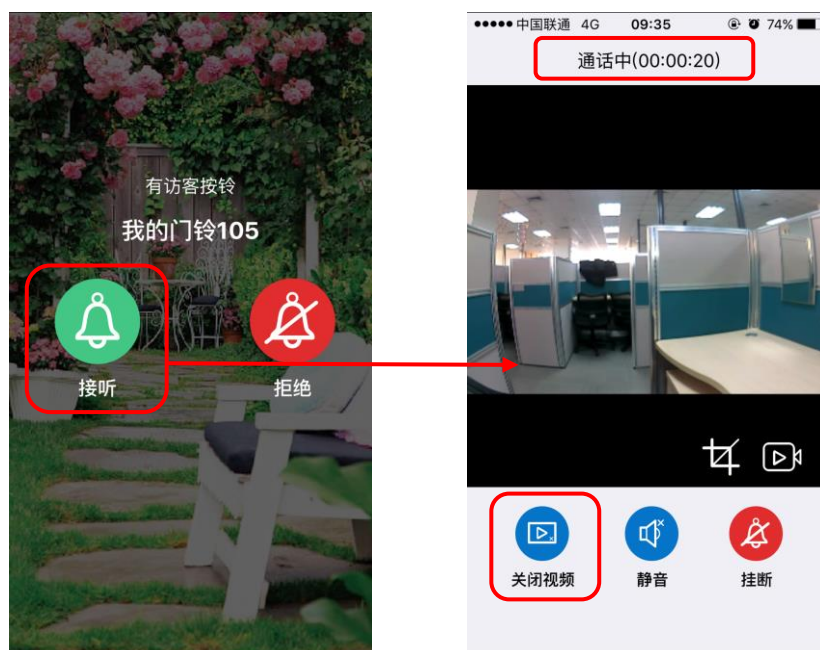 有访客按铃
我的门铃105
接听
拒绝
中国联通 4G 09:35 74%
通话中(00:00:20)
关闭视频
静音
挂断